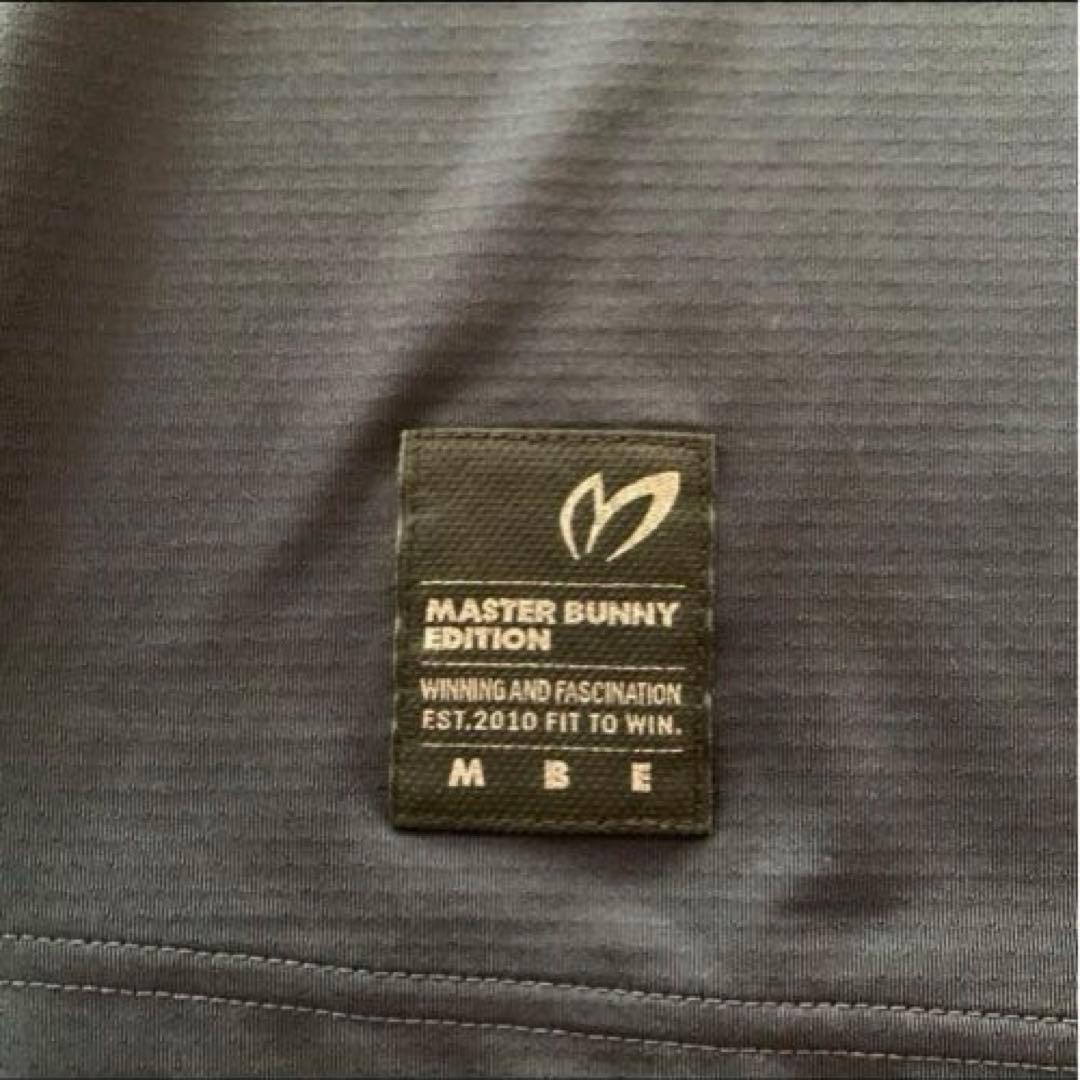 MASTER BUNNY
EDITION
WINNING AND FASCINATION
EST.2010 FIT TO WIN.
M B E